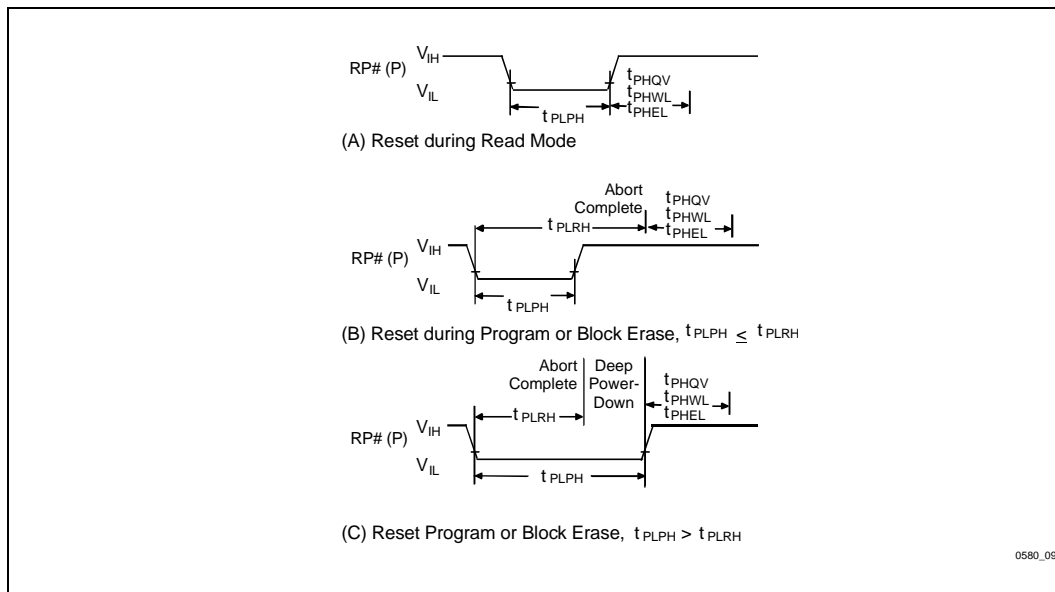 RP# (P)
VIH
VIL
tPLPH
tPHQV
tPHWL
tPHEL
(A) Reset during Read Mode
Abort
Complete
tPLRH
tPHQV
tPHWL
tPHEL
RP# (P)
VIH
VIL
tPLPH
(B) Reset during Program or Block Erase, tPLPH ≤ tPLRH
Abort
Complete
Deep
Power-
Down
tPLRH
tPHQV
tPHWL
tPHEL
RP# (P)
VIH
VIL
tPLPH
(C) Reset Program or Block Erase, tPLPH > tPLRH
0580_09